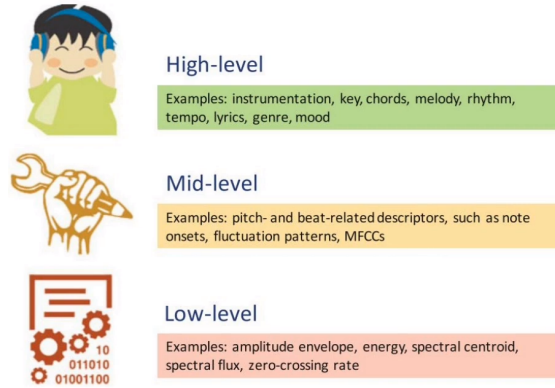 High-level
Examples: instrumentation, key, chords, melody, rhythm,
tempo, lyrics, genre, mood
Mid-level
Examples: pitch- and beat-related descriptors, such as note
onsets, fluctuation patterns, MFCCs
Low-level
Examples: amplitude envelope, energy, spectral centroid,
spectral flux, zero-crossing rate
10
011010
01001100